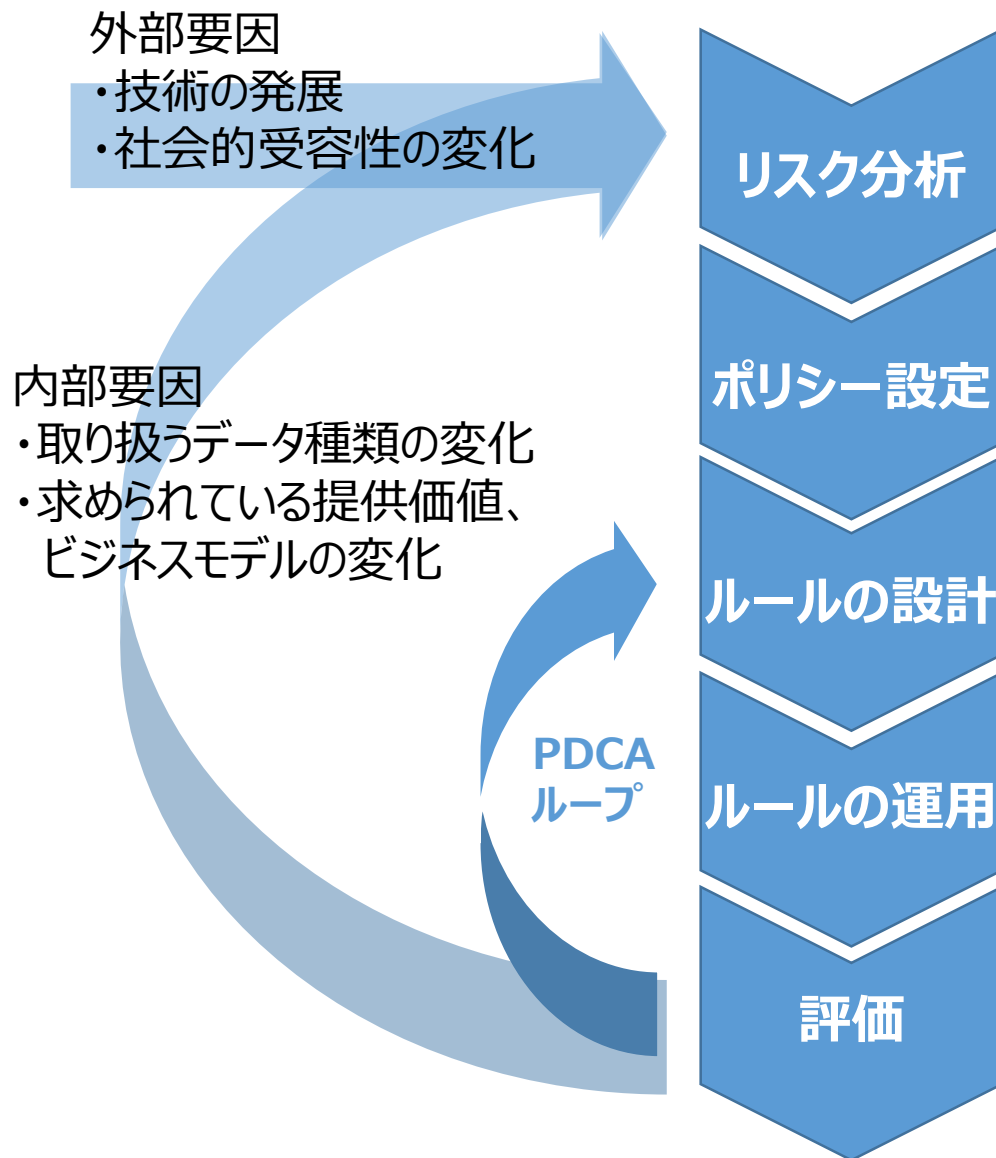 外部要因
・技術の発展
・社会的受容性の変化
リスク分析
ポリシー設定
内部要因
・取り扱うデータ種類の変化
・求められている提供価値、
ビジネスモデルの変化
ルールの設計
PDCA
ループ
ルールの運用
評価